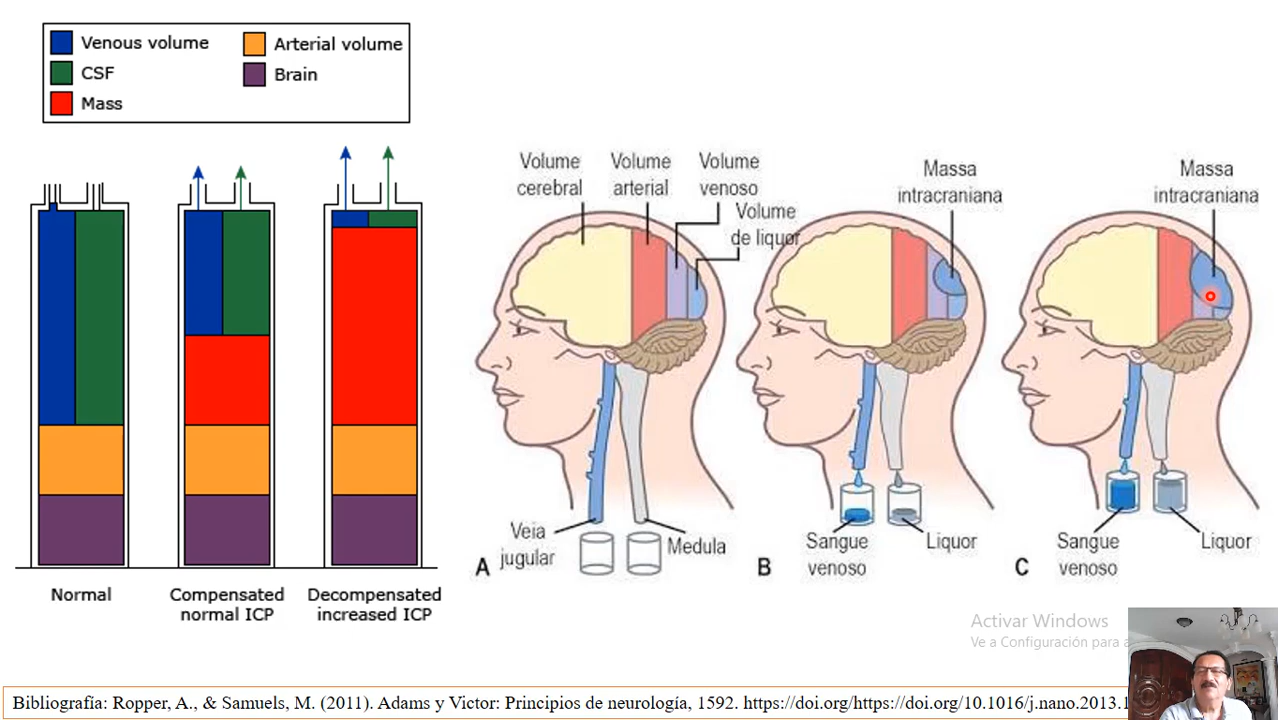 Venous volume
Arterial volume
CSF
Brain
Mass
Normal
Compensated
normal ICP
Decompensated
increased ICP
Volume
cerebral
Volume
arterial
Volume
venoso
Volume
de liquor
Massa
intracraniana
Massa
intracraniana
Veia
jugular
Medula
A
Sangue
venoso
Liquor
B
Sangue
venoso
Liquor
C
Activar Windows
Ve a Configuración para
Bibliografía: Ropper, A., & Samuels, M. (2011). Adams y Victor: Principios de neurología, 1592. https://doi.org/https://doi.org/10.1016/j.nano.2013.1